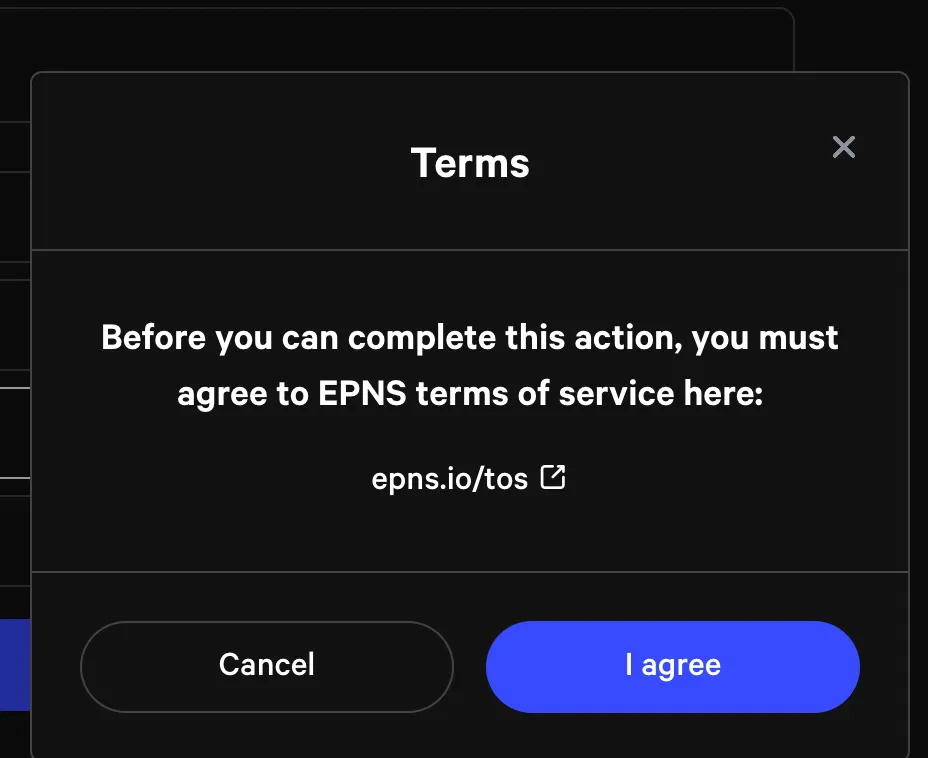 Terms
Before you can complete this action, you must
agree to EPNS terms of service here:
epns.io/tos
Cancel
I agree